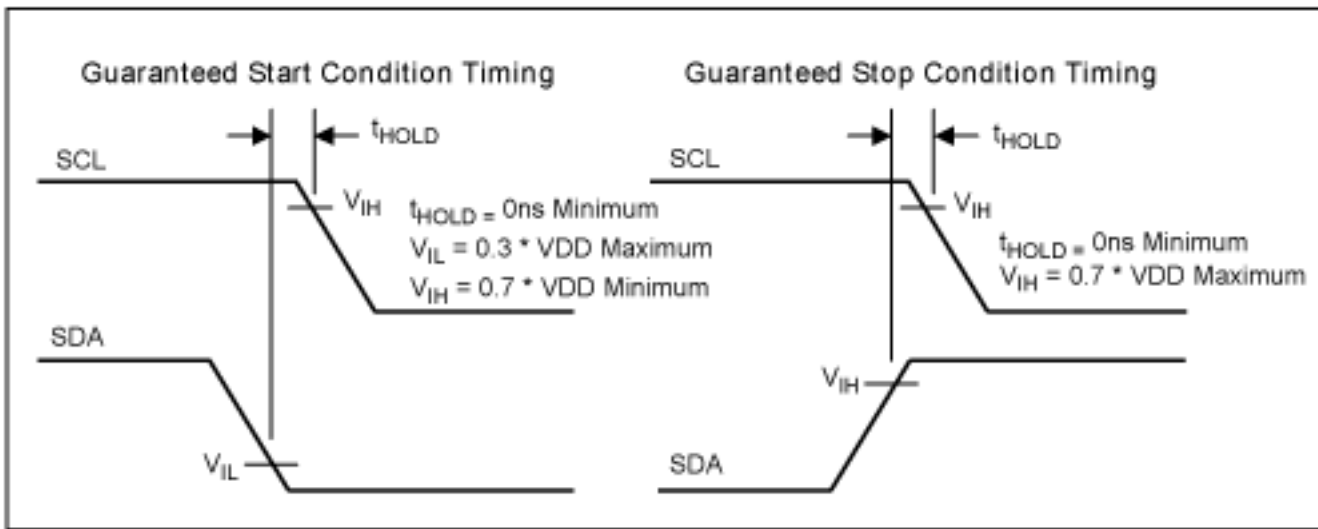 Guaranteed Start Condition Timing
tHOLD
SCL
VIH
tHOLD = 0ns Minimum
VIL = 0.3 * VDD Maximum
VIH = 0.7 * VDD Minimum
SDA
VIL
Guaranteed Stop Condition Timing
tHOLD
SCL
VIH
tHOLD = 0ns Minimum
VIH = 0.7 * VDD Maximum
VIH
SDA